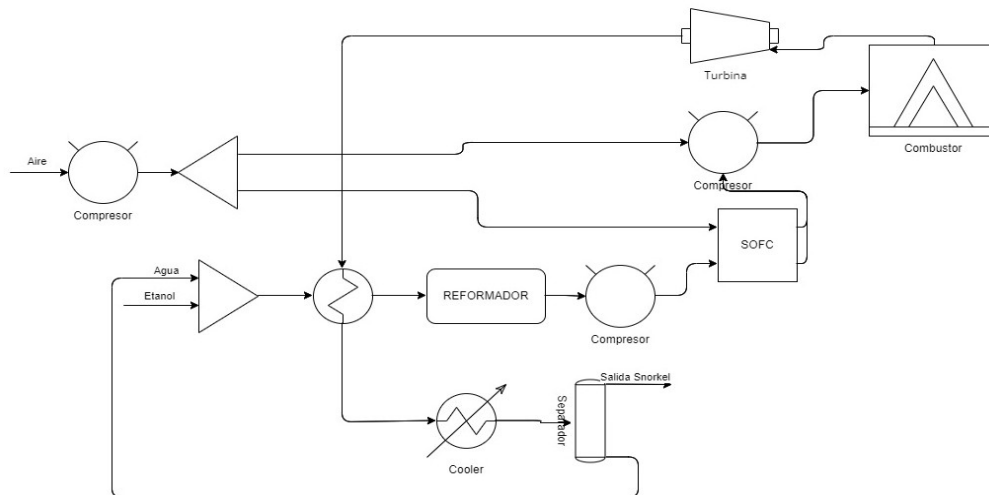 Turbina
Combustor
Aire
Compresor
Compresor
SOFC
Agua
Etanol
REFORMADOR
Compresor
Salida Snorkel
Separador
Cooler